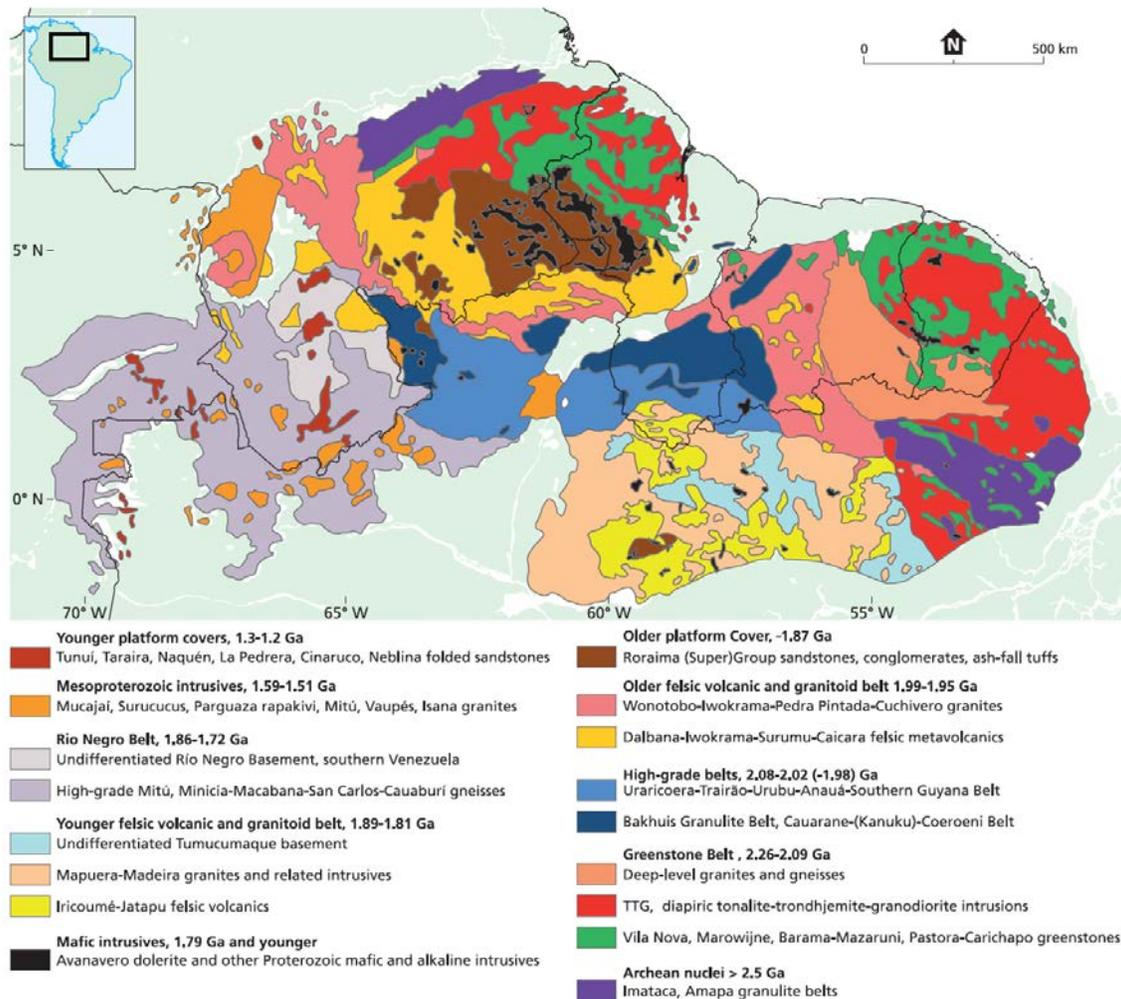 N
0 500 km
5° N
0° N
70° W 65° W 60° W 55° W
Younger platform covers, 1.3-1.2 Ga
Tunuí, Taraira, Naquén, La Pedrera, Cinaruco, Neblina folded sandstones
Mesoproterozoic intrusives, 1.59-1.51 Ga
Mucajaí, Surucucus, Parguaza rapakivi, Mitú, Vaupés, Isana granites
Rio Negro Belt, 1,86-1,72 Ga
Undifferentiated Río Negro Basement, southern Venezuela
High-grade Mitú, Minicia-Macabana-San Carlos-Cauaburí gneisses
Younger felsic volcanic and granitoid belt, 1.89-1.81 Ga
Undifferentiated Tumucumaque basement
Mapuera-Madeira granites and related intrusives
Iricoumé-Jatapu felsic volcanics
Mafic intrusives, 1,79 Ga and younger
Avanavero dolerite and other Proterozoic mafic and alkaline intrusives
Older platform Cover, -1.87 Ga
Roraima (Super)Group sandstones, conglomerates, ash-fall tuffs
Older felsic volcanic and granitoid belt 1.99-1.95 Ga
Wonotobo-Iwokrama-Pedra Pintada-Cuchivero granites
Dalbana-Iwokrama-Surumu-Caicara felsic metavolcanics
High-grade belts, 2.08-2.02 (-1.98) Ga
Uraricoera-Trairão-Urubu-Anauá-Southern Guyana Belt
Bakhuis Granulite Belt, Cauarane-(Kanuku)-Coeroeni Belt
Greenstone Belt , 2.26-2.09 Ga
Deep-level granites and gneisses
TTG, diapiric tonalite-trondhjemite-granodiorite intrusions
Vila Nova, Marowijne, Barama-Mazaruni, Pastora-Carichapo greenstones
Archean nuclei > 2.5 Ga
Imataca, Amapa granulite belts